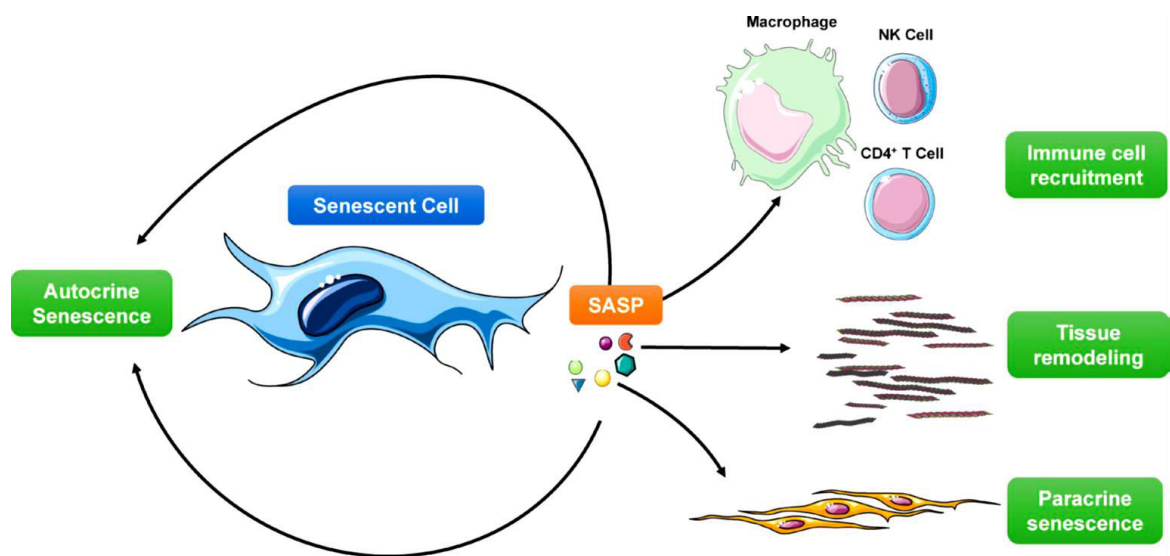 Macrophage
NK Cell
CD4⁺ T Cell
Immune cell
recruitment
Senescent Cell
Autocrine
Senescence
SASP
Tissue
remodeling
Paracrine
senescence